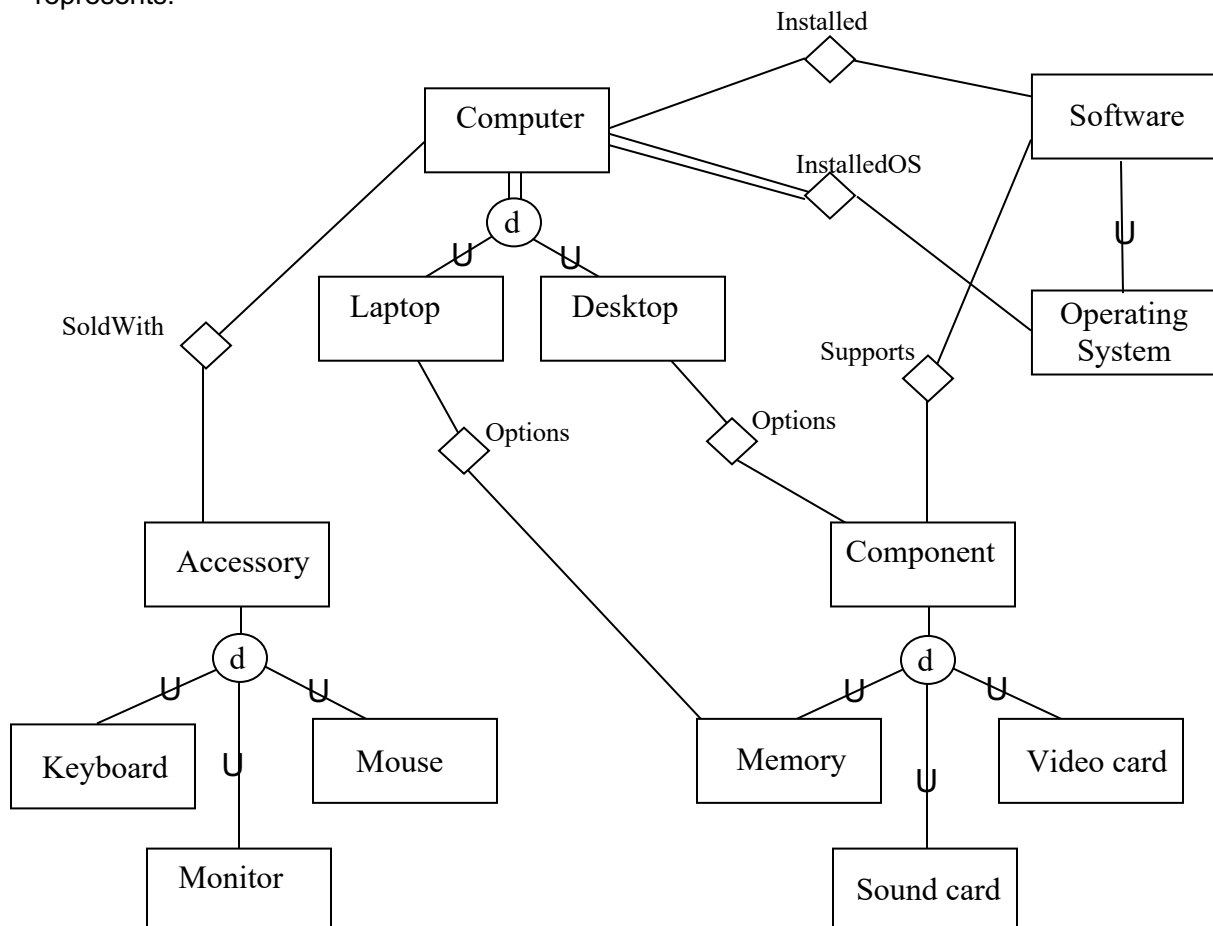 represents.
Installed
Computer
Software
InstalledOS
d
U
U
U
Laptop
Desktop
Operating
System
SoldWith
Supports
Options
Options
Accessory
Component
d
d
U
U
U
U
Keyboard
U
Mouse
Memory
U
Video card
Monitor
Sound card